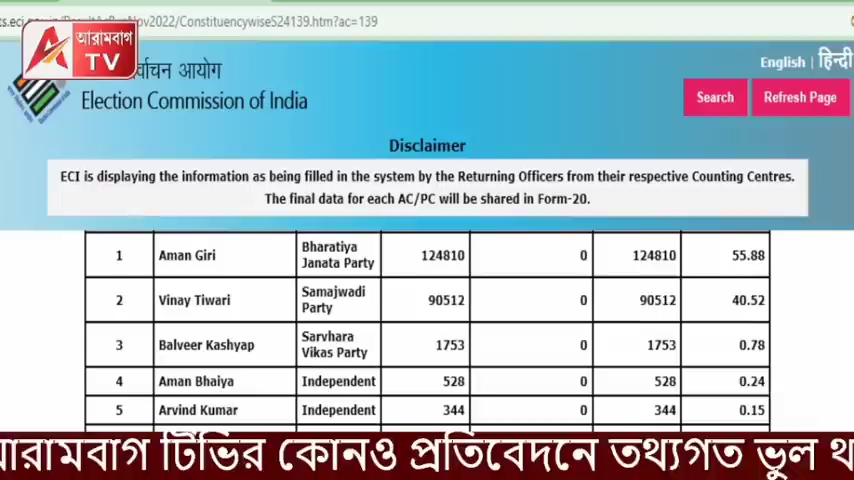 /ConstituencywiseS24139.htm?ac=139
আরামবাগ
TV
आयोग
English | हिन्दी
Election Commission of India
Search
Refresh Page
Disclaimer
ECI is displaying the information as being filled in the system by the Returning Officers from their respective Counting Centres.
The final data for each AC/PC will be shared in Form-20.
1 Aman Giri Bharatiya Janata Party 124810 0 124810 55.88
2 Vinay Tiwari Samajwadi Party 90512 0 90512 40.52
3 Balveer Kashyap Sarvhara Vikas Party 1753 0 1753 0.78
4 Aman Bhaiya Independent 528 0 528 0.24
5 Arvind Kumar Independent 344 0 344 0.15
আরামবাগ টিভির কোনও প্রতিবেদনে তথ্যগত ভুল থ